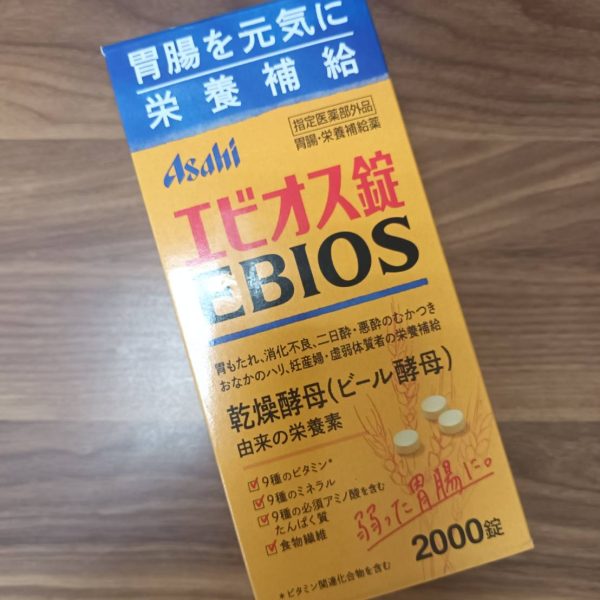 胃腸を元気に
栄養補給
指定医薬部外品
胃腸・栄養補給薬
Asahi
エビオス錠
EBIOS
胃もたれ、消化不良、二日酔・悪酔のむかつき
おなかのハリ、妊産婦・虚弱体質者の栄養補給
乾燥酵母(ビール酵母)
由来の栄養素
9種のビタミン*
9種のミネラル
9種の必須アミノ酸を含む
たんぱく質
食物繊維
弱った胃腸に。
2000錠
*ビタミン関連化合物を含む